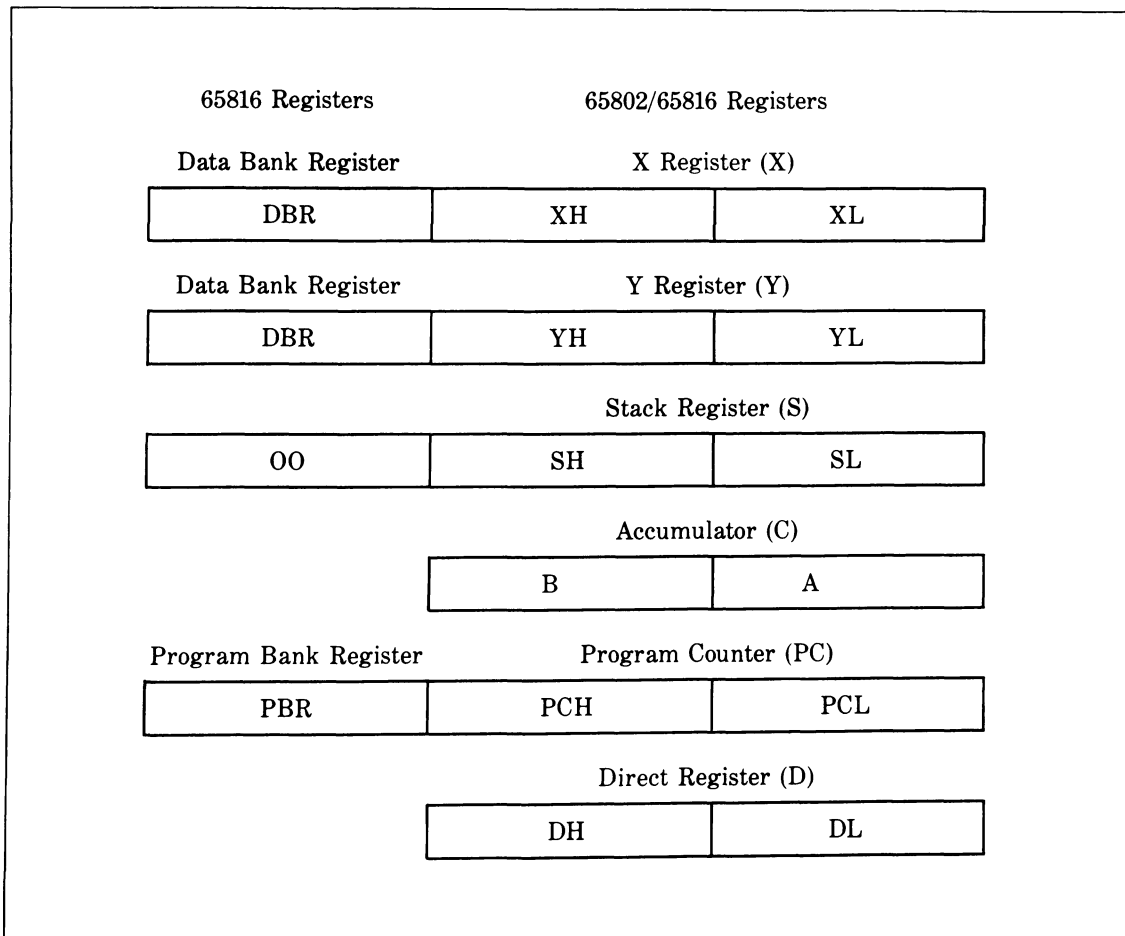 65816 Registers 65802/65816 Registers
Data Bank Register X Register (X)
DBR XH XL
Data Bank Register Y Register (Y)
DBR YH YL
Stack Register (S)
OO SH SL
Accumulator (C)
B A
Program Bank Register Program Counter (PC)
PBR PCH PCL
Direct Register (D)
DH DL